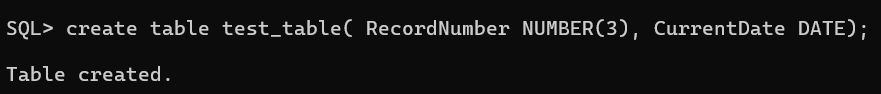 SQL> create table test_table( RecordNumber NUMBER(3), CurrentDate DATE);
Table created.